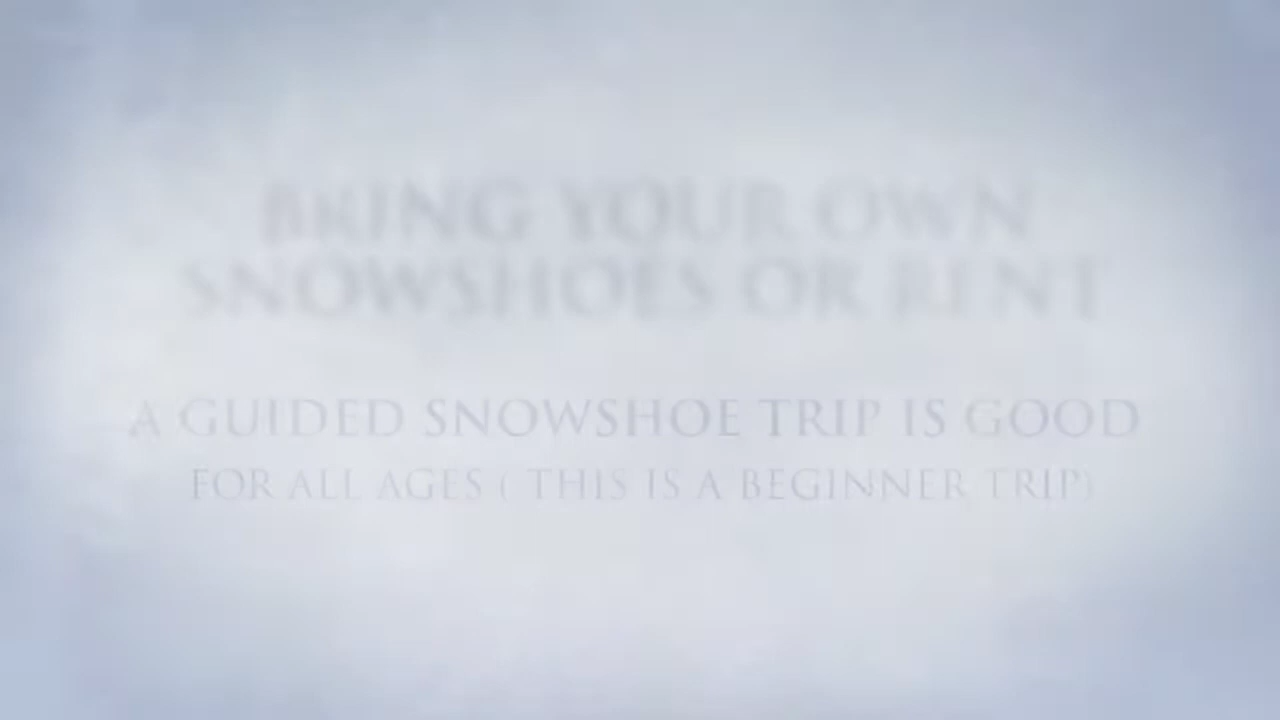 BRING YOUR OWN
SNOWSHOES OR RENT
A GUIDED SNOWSHOE TRIP IS GOOD
FOR ALL AGES ( THIS IS A BEGINNER TRIP)